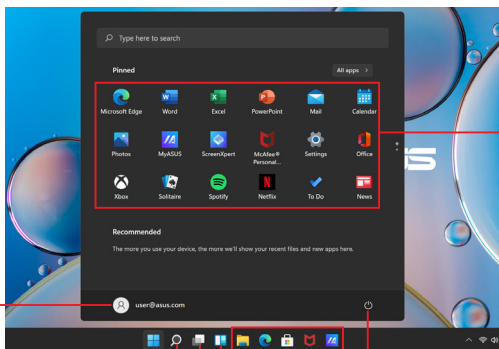 Type here to search
Pinned
All apps >
Microsoft Edge Word Excel PowerPoint Mail Calendar
Photos MyASUS ScreenXpert McAfee® Personal... Settings Office
Xbox Solitaire Spotify Netflix To Do News
Recommended
The more you use your device, the more we'll show your recent files and new apps here.
user@asus.com